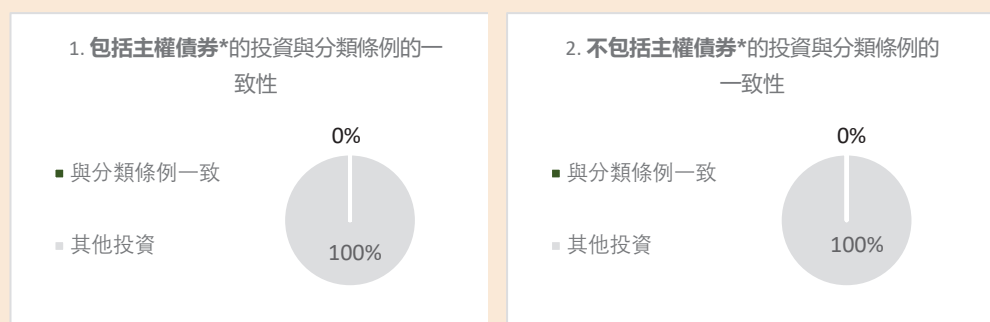 1. 包括主權債券*的投資與分類條例的一
致性
0%
與分類條例一致
其他投資
100%
2. 不包括主權債券*的投資與分類條例的
一致性
0%
與分類條例一致
其他投資
100%